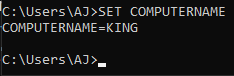 C:\Users\AJ>SET COMPUTERNAME
COMPUTERNAME=KING
C:\Users\AJ>